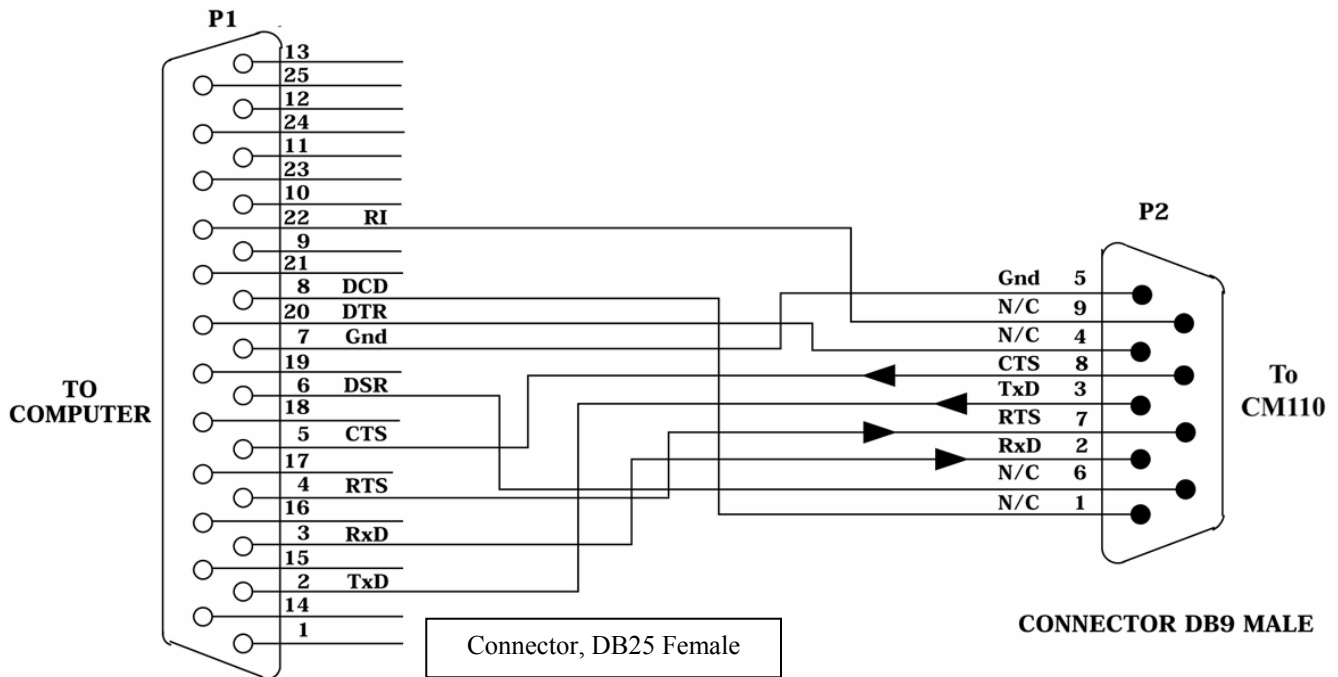 P1
13
25
12
24
11
23
10
22 RI
9
21
8 DCD
20 DTR
7 Gnd
19
6 DSR
18
5 CTS
17
4 RTS
16
3 RxD
15
2 TxD
14
1
TO
COMPUTER
Connector, DB25 Female
P2
Gnd 5
N/C 9
N/C 4
CTS 8
TxD 3
RTS 7
RxD 2
N/C 6
N/C 1
To
CM110
CONNECTOR DB9 MALE